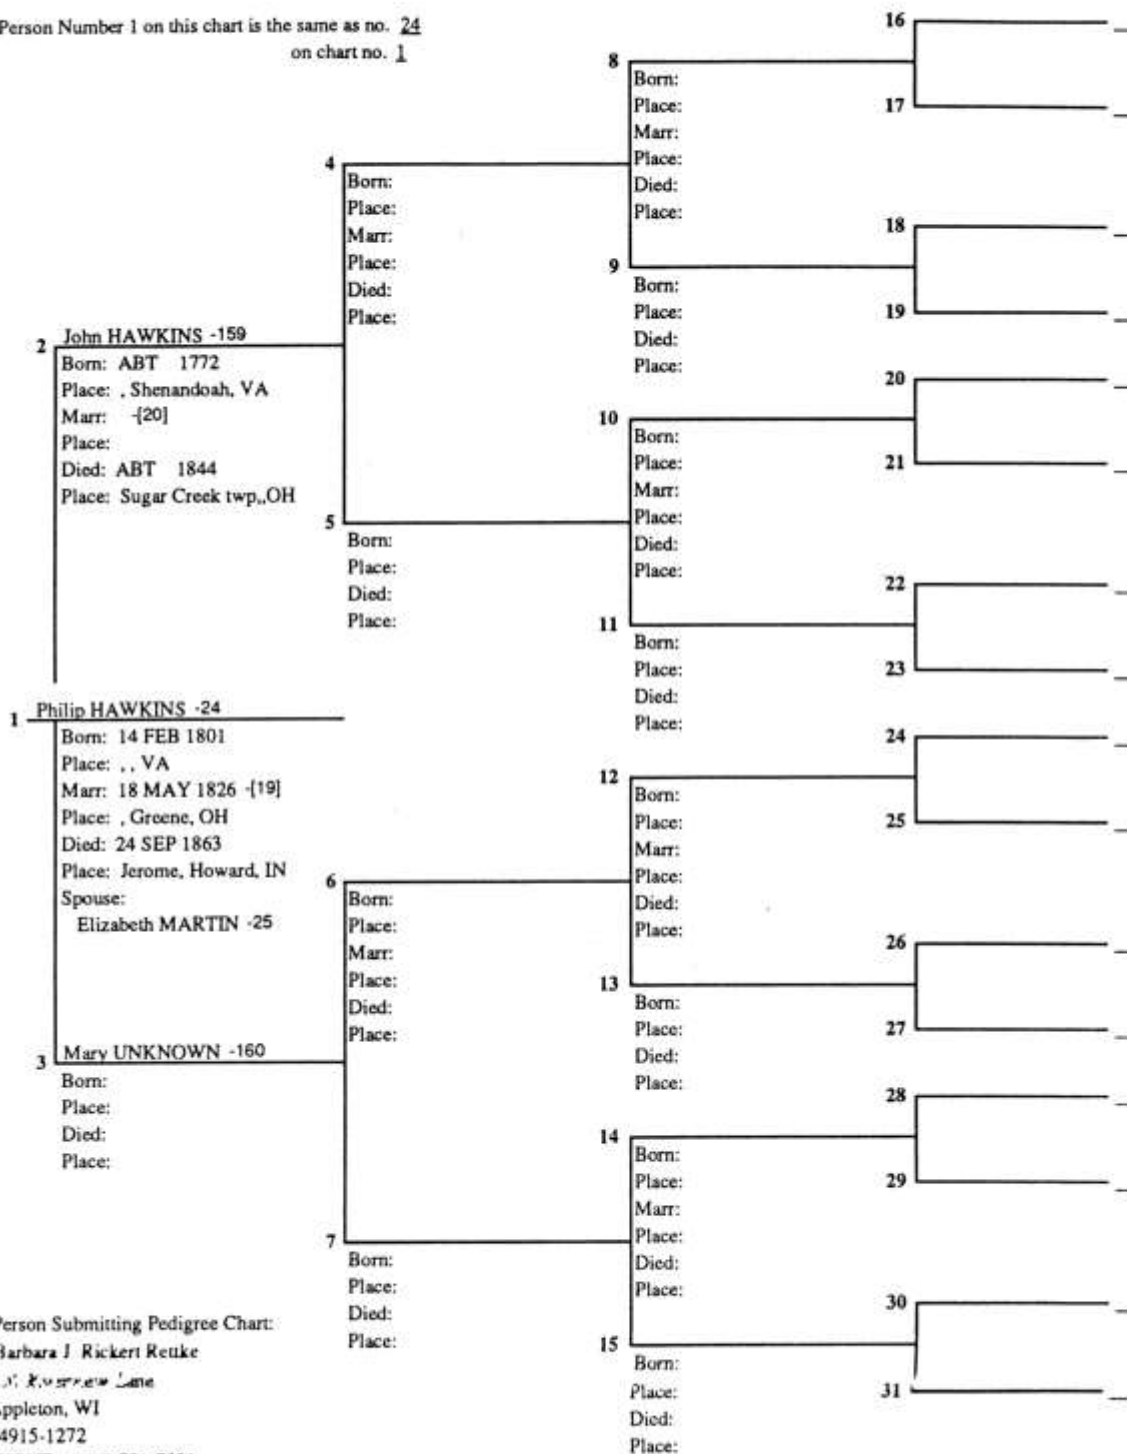 Person Number 1 on this chart is the same as no. 24
on chart no. 1
16
8
Born:
Place:
Marr:
Place:
Died:
Place:
17
4
Born:
Place:
Marr:
Place:
Died:
Place:
18
9
Born:
Place:
Died:
Place:
19
2
John HAWKINS -159
Born: ABT 1772
Place: , Shenandoah, VA
Marr: -[20]
Place:
Died: ABT 1844
Place: Sugar Creek twp,,OH
20
10
Born:
Place:
Marr:
Place:
Died:
Place:
21
5
Born:
Place:
Died:
Place:
22
11
Born:
Place:
Died:
Place:
23
1
Philip HAWKINS -24
Born: 14 FEB 1801
Place: , , VA
Marr: 18 MAY 1826 -[19]
Place: , Greene, OH
Died: 24 SEP 1863
Place: Jerome, Howard, IN
Spouse:
Elizabeth MARTIN -25
24
12
Born:
Place:
Marr:
Place:
Died:
Place:
25
6
Born:
Place:
Marr:
Place:
Died:
Place:
26
13
Born:
Place:
Died:
Place:
27
3
Mary UNKNOWN -160
Born:
Place:
Died:
Place:
28
14
Born:
Place:
Marr:
Place:
Died:
Place:
29
7
Born:
Place:
Died:
Place:
30
15
Born:
Place:
Died:
Place:
31
Person Submitting Pedigree Chart:
Barbara J Rickert Rettke
Lane
Appleton, WI
4915-1272